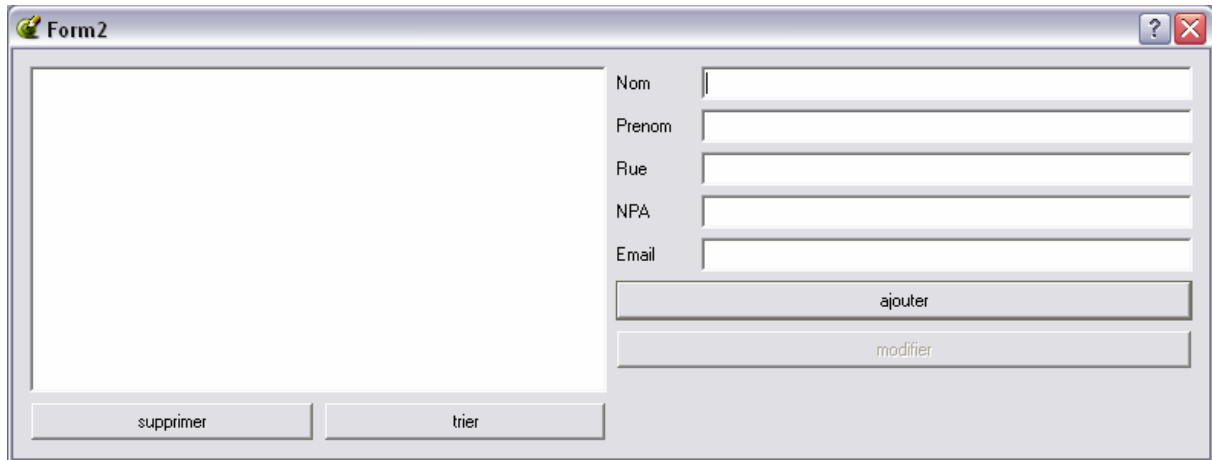 Form2
Nom
Prenom
Rue
NPA
Email
ajouter
modifier
supprimer
trier